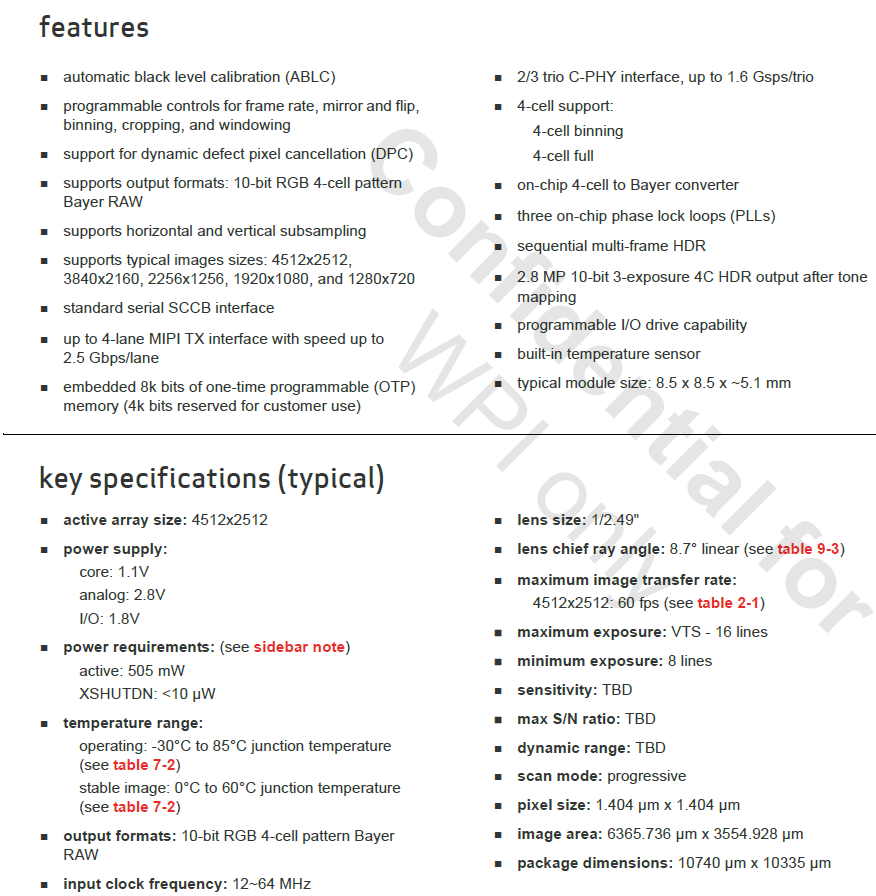 features
■ automatic black level calibration (ABLC)
■ programmable controls for frame rate, mirror and flip,
binning, cropping, and windowing
■ support for dynamic defect pixel cancellation (DPC)
■ supports output formats: 10-bit RGB 4-cell pattern
Bayer RAW
■ supports horizontal and vertical subsampling
■ supports typical images sizes: 4512x2512,
3840x2160, 2256x1256, 1920x1080, and 1280x720
■ standard serial SCCB interface
■ up to 4-lane MIPI TX interface with speed up to
2.5 Gbps/lane
■ embedded 8k bits of one-time programmable (OTP)
memory (4k bits reserved for customer use)
■ 2/3 trio C-PHY interface, up to 1.6 Gsps/trio
■ 4-cell support:
4-cell binning
4-cell full
■ on-chip 4-cell to Bayer converter
■ three on-chip phase lock loops (PLLs)
■ sequential multi-frame HDR
■ 2.8 MP 10-bit 3-exposure 4C HDR output after tone
mapping
■ programmable I/O drive capability
■ built-in temperature sensor
■ typical module size: 8.5 x 8.5 x ~5.1 mm
key specifications (typical)
■ active array size: 4512x2512
■ power supply:
core: 1.1V
analog: 2.8V
I/O: 1.8V
■ power requirements: (see sidebar note)
active: 505 mW
XSHUTDN: <10 µW
■ temperature range:
operating: -30°C to 85°C junction temperature
(see table 7-2)
stable image: 0°C to 60°C junction temperature
(see table 7-2)
■ output formats: 10-bit RGB 4-cell pattern Bayer
RAW
■ input clock frequency: 12~64 MHz
■ lens size: 1/2.49"
■ lens chief ray angle: 8.7° linear (see table 9-3)
■ maximum image transfer rate:
4512x2512: 60 fps (see table 2-1)
■ maximum exposure: VTS - 16 lines
■ minimum exposure: 8 lines
■ sensitivity: TBD
■ max S/N ratio: TBD
■ dynamic range: TBD
■ scan mode: progressive
■ pixel size: 1.404 µm x 1.404 µm
■ image area: 6365.736 µm x 3554.928 µm
■ package dimensions: 10740 µm x 10335 µm
Confidential for
WPI only